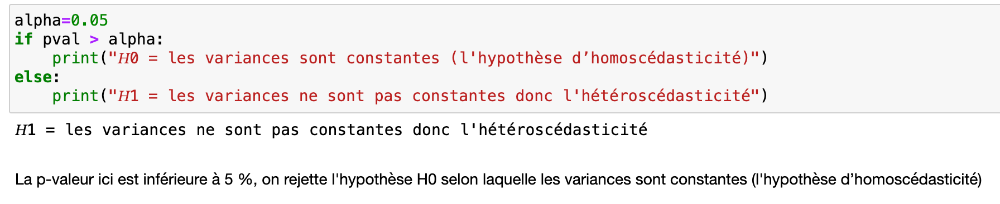 alpha=0.05
if pval > alpha:
    print("𝐻0 = les variances sont constantes (l'hypothèse d’homoscédasticité)")
else:
    print("𝐻1 = les variances ne sont pas constantes donc l'hétéroscédasticité")
𝐻1 = les variances ne sont pas constantes donc l'hétéroscédasticité
La p-valeur ici est inférieure à 5 %, on rejette l'hypothèse H0 selon laquelle les variances sont constantes (l'hypothèse d’homoscédasticité)